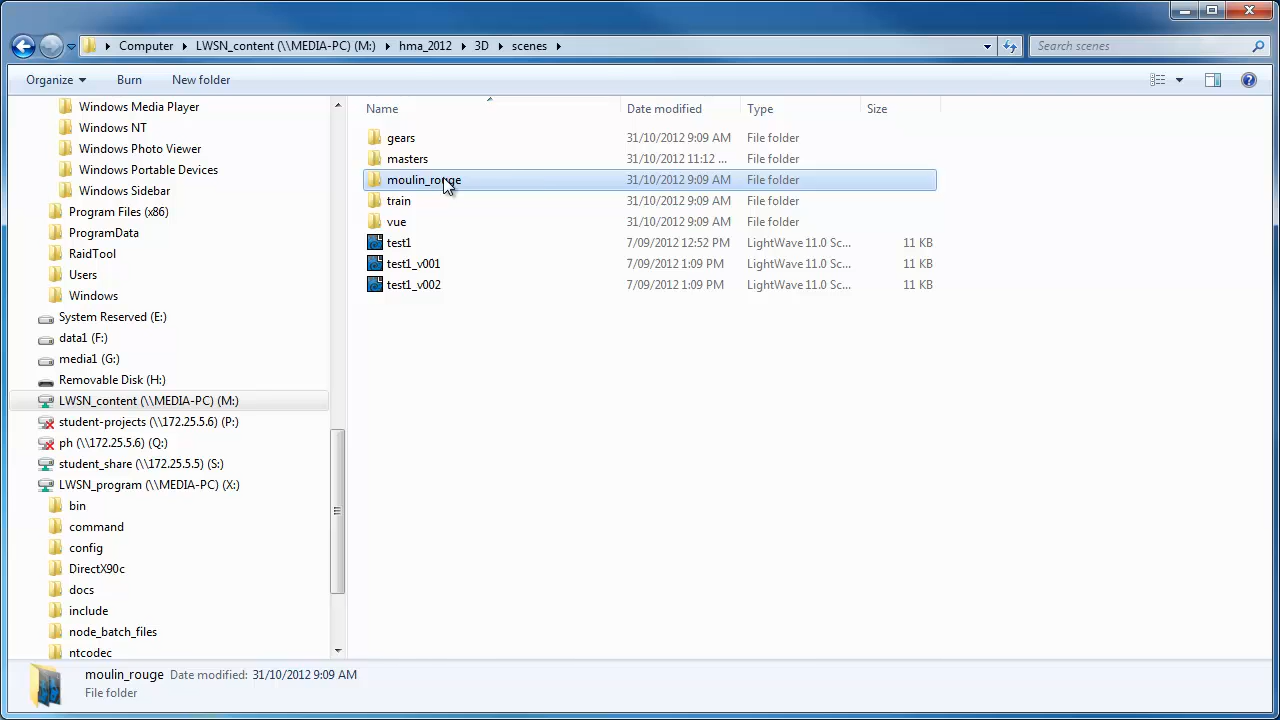 Computer LWSN_content (\\MEDIA-PC) (M:) hma_2012 3D scenes
Search scenes
Organize Burn New folder
Windows Media Player
Windows NT
Windows Photo Viewer
Windows Portable Devices
Windows Sidebar
Program Files (x86)
ProgramData
RaidTool
Users
Windows
System Reserved (E:)
data1 (F:)
media1 (G:)
Removable Disk (H:)
LWSN_content (\\MEDIA-PC) (M:)
student-projects (\\172.25.5.6) (P:)
ph (\\172.25.5.6) (Q:)
student_share (\\172.25.5.5) (S:)
LWSN_program (\\MEDIA-PC) (X:)
bin
command
config
DirectX90c
docs
include
node_batch_files
ntcodec
Name Date modified Type Size
gears 31/10/2012 9:09 AM File folder
masters 31/10/2012 11:12 ... File folder
moulin_rouge 31/10/2012 9:09 AM File folder
train 31/10/2012 9:09 AM File folder
vue 31/10/2012 9:09 AM File folder
test1 7/09/2012 12:52 PM LightWave 11.0 Sc... 11 KB
test1_v001 7/09/2012 1:09 PM LightWave 11.0 Sc... 11 KB
test1_v002 7/09/2012 1:09 PM LightWave 11.0 Sc... 11 KB
moulin_rouge Date modified: 31/10/2012 9:09 AM
File folder